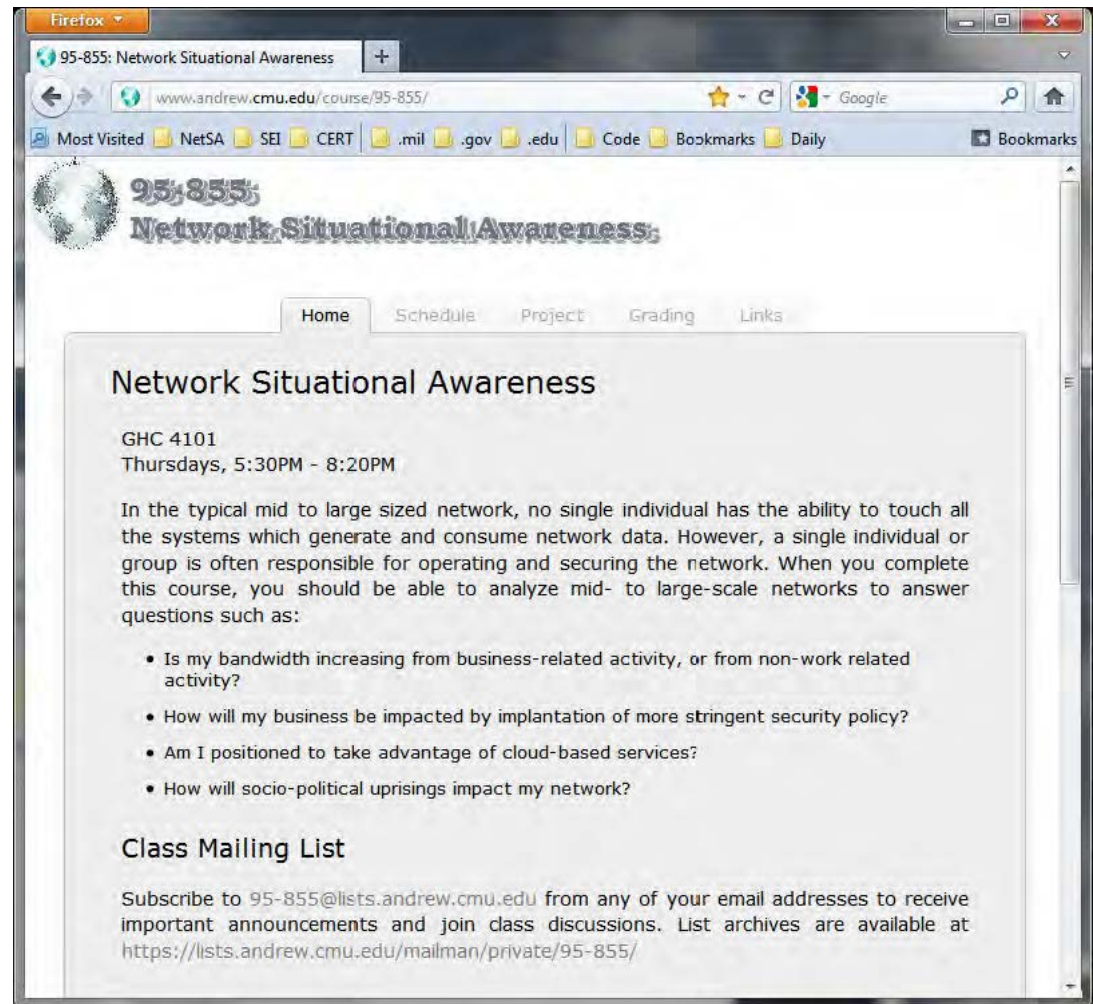 Firefox
95-855: Network Situational Awareness
www.andrew.cmu.edu/course/95-855/
Google
Most Visited NetSA SEI CERT .mil .gov .edu Code Bookmarks Daily Bookmarks
95-855:
Network Situational Awareness:
Home Schedule Project Grading Links
Network Situational Awareness
GHC 4101
Thursdays, 5:30PM - 8:20PM
In the typical mid to large sized network, no single individual has the ability to touch all
the systems which generate and consume network data. However, a single individual or
group is often responsible for operating and securing the network. When you complete
this course, you should be able to analyze mid- to large-scale networks to answer
questions such as:
• Is my bandwidth increasing from business-related activity, or from non-work related
activity?
• How will my business be impacted by implantation of more stringent security policy?
• Am I positioned to take advantage of cloud-based services?
• How will socio-political uprisings impact my network?
Class Mailing List
Subscribe to 95-855@lists.andrew.cmu.edu from any of your email addresses to receive
important announcements and join class discussions. List archives are available at
https://lists.andrew.cmu.edu/mailman/private/95-855/